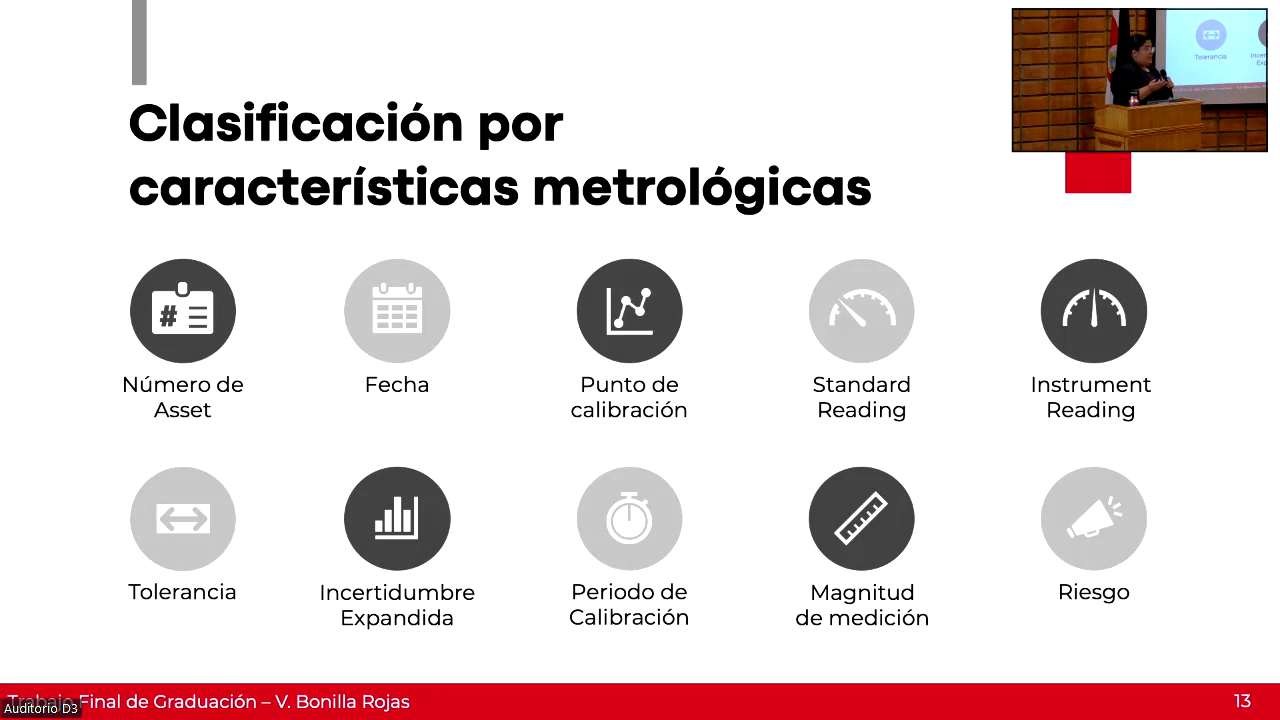 Clasificación por
características metrológicas
Tolerancia
Número de
Asset
Fecha
Punto de
calibración
Standard
Reading
Instrument
Reading
Tolerancia
Incertidumbre
Expandida
Periodo de
Calibración
Magnitud
de medición
Riesgo
Trabajo Final de Graduación – V. Bonilla Rojas
Auditorio D3
13